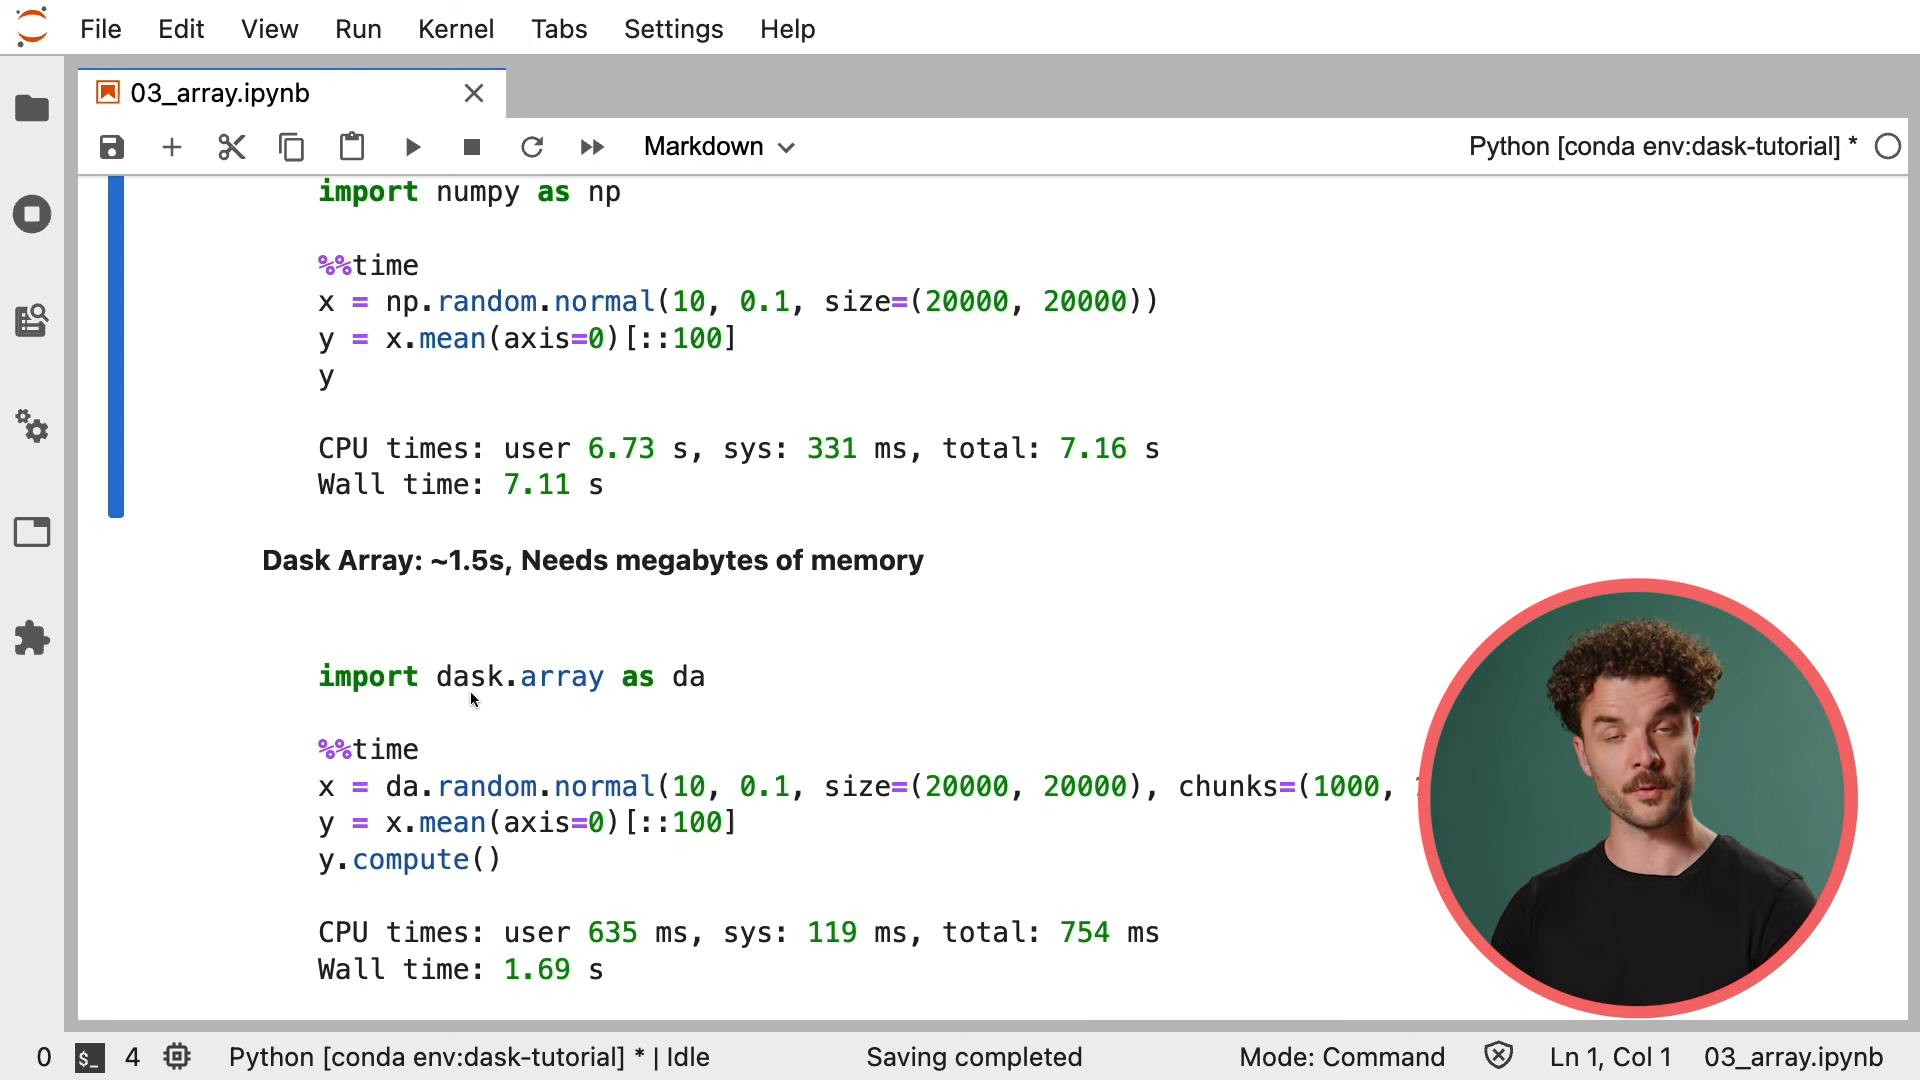 File Edit View Run Kernel Tabs Settings Help
03_array.ipynb
Markdown
Python [conda env:dask-tutorial] *
import numpy as np
%%time
x = np.random.normal(10, 0.1, size=(20000, 20000))
y = x.mean(axis=0)[::100]
y
CPU times: user 6.73 s, sys: 331 ms, total: 7.16 s
Wall time: 7.11 s
Dask Array: ~1.5s, Needs megabytes of memory
import dask.array as da
%%time
x = da.random.normal(10, 0.1, size=(20000, 20000), chunks=(1000,
y = x.mean(axis=0)[::100]
y.compute()
CPU times: user 635 ms, sys: 119 ms, total: 754 ms
Wall time: 1.69 s
0 $_ 4 Python [conda env:dask-tutorial] * | Idle Saving completed Mode: Command Ln 1, Col 1 03_array.ipynb